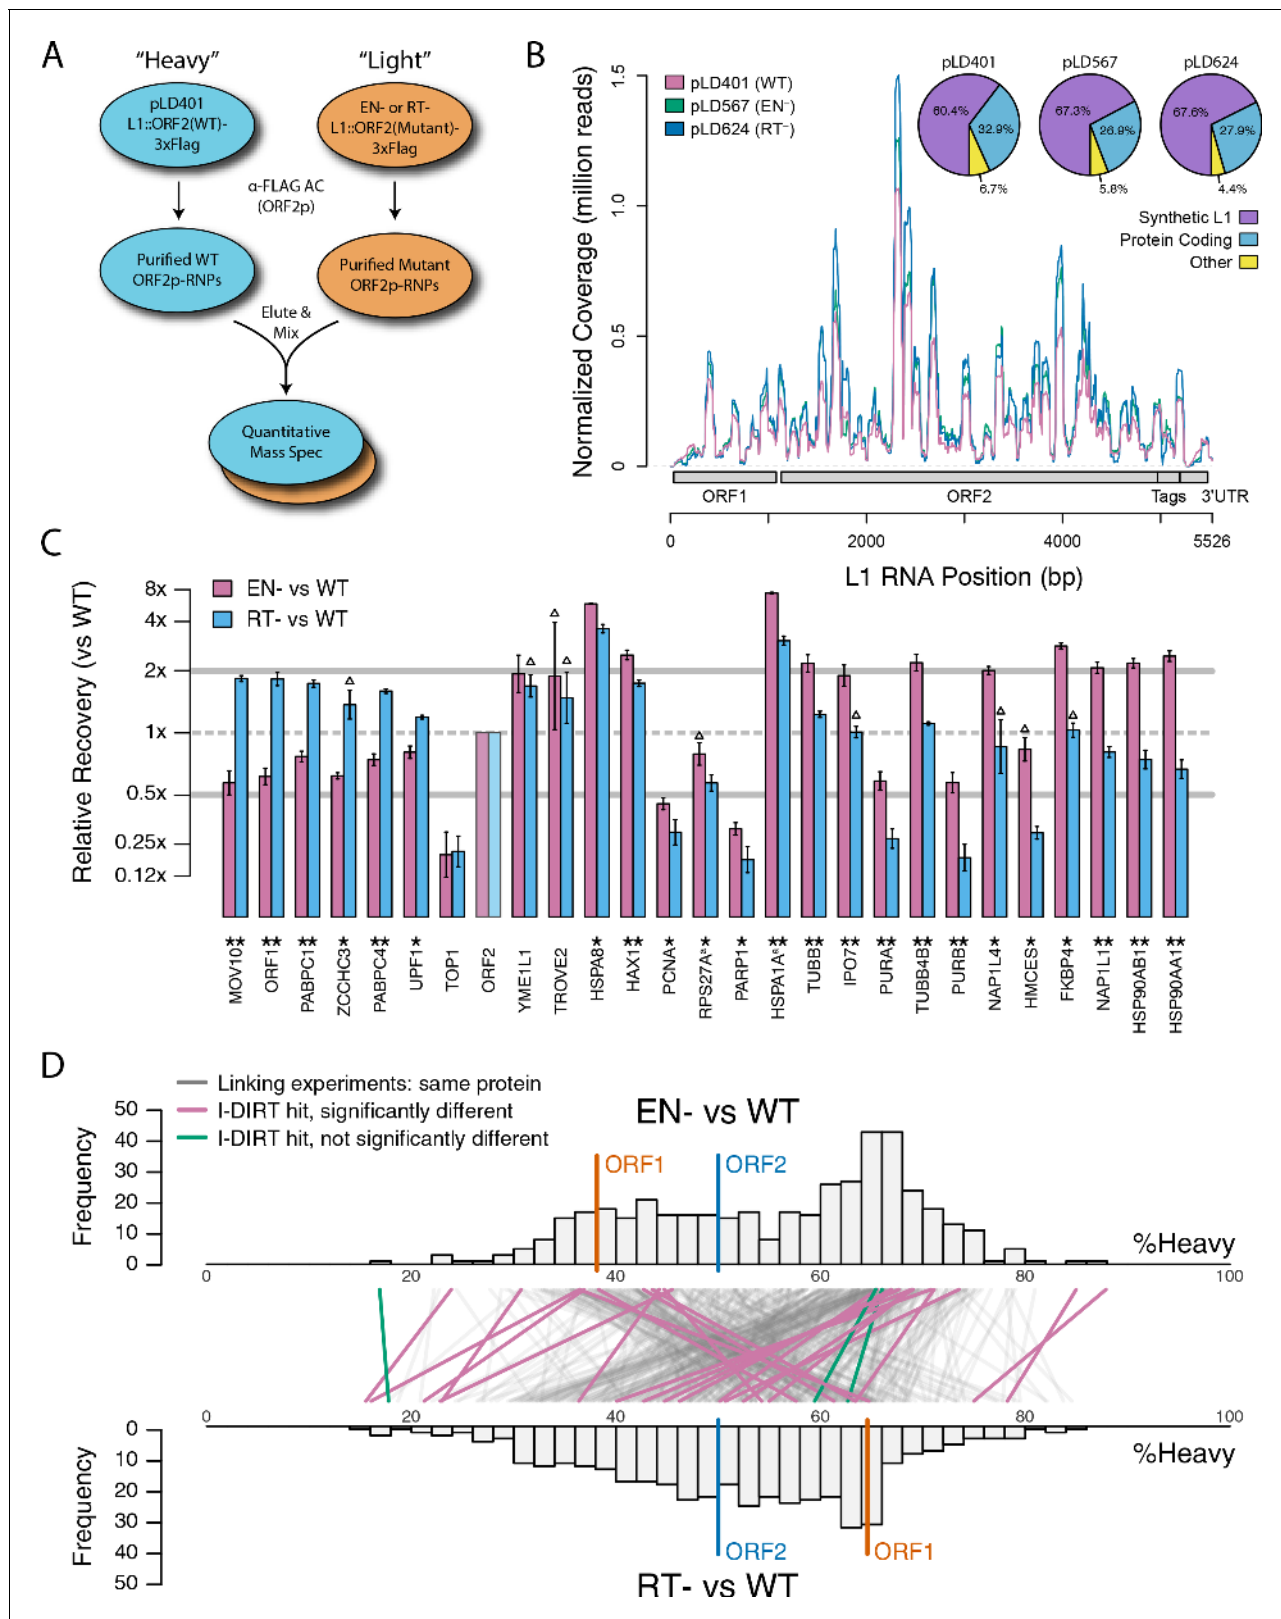 A
"Heavy"
"Light"
pLD401
L1::ORF2(WT)-
3xFlag
EN- or RT-
L1::ORF2(Mutant)-
3xFlag
α-FLAG AC
(ORF2p)
Purified WT
ORF2p-RNPs
Purified Mutant
ORF2p-RNPs
Elute &
Mix
Quantitative
Mass Spec
B
Normalized Coverage (million reads)
1.5
1.0
0.5
0
pLD401 (WT)
pLD567 (EN⁻)
pLD624 (RT⁻)
pLD401
pLD567
pLD624
60.4%
32.9%
6.7%
67.3%
26.9%
5.8%
67.6%
27.9%
4.4%
Synthetic L1
Protein Coding
Other
ORF1
ORF2
Tags
3'UTR
0
2000
4000
5526
L1 RNA Position (bp)
C
Relative Recovery (vs WT)
8x
4x
2x
1x
0.5x
0.25x
0.12x
EN- vs WT
RT- vs WT
MOV10**
ORF1**
PABPC1**
ZCCHC3*
PABPC4**
UPF1*
TOP1
ORF2
YME1L1
TROVE2
HSPA8*
HAX1**
PCNA*
RPS27Aᵃ*
PARP1*
HSPA1Aᵃ**
TUBB**
IPO7**
PURA**
TUBB4B**
PURB**
NAP1L4*
HMCES*
FKBP4*
NAP1L1**
HSP90AB1**
HSP90AA1**
D
Linking experiments: same protein
I-DIRT hit, significantly different
I-DIRT hit, not significantly different
EN- vs WT
Frequency
50
40
30
20
10
0
ORF1
ORF2
%Heavy
0
20
40
60
80
100
0
20
40
60
80
100
%Heavy
Frequency
0
10
20
30
40
50
ORF2
ORF1
RT- vs WT